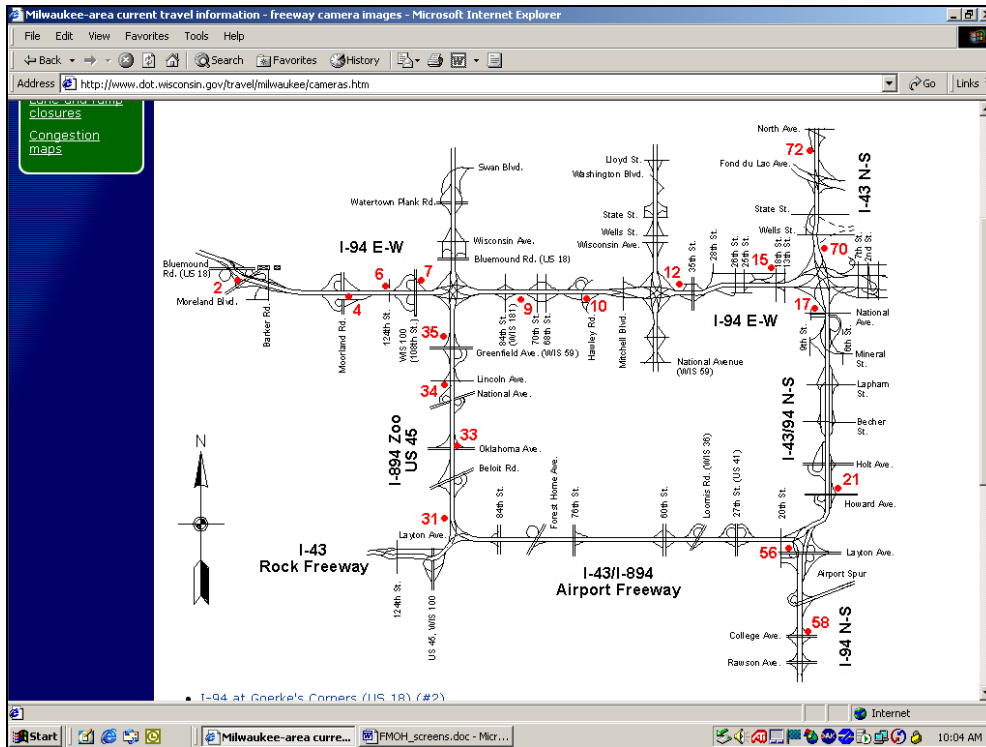 Milwaukee-area current travel information - freeway camera images - Microsoft Internet Explorer
File Edit View Favorites Tools Help
Back Search Favorites History
Address http://www.dot.wisconsin.gov/travel/milwaukee/cameras.htm Go Links
Lane and ramp
closures
Congestion
maps
North Ave.
72
Fond du Lac Ave.
I-43 N-S
Lloyd St.
Washington Blvd.
Swan Blvd.
Watertown Plank Rd.
State St.
Wells St.
Wisconsin Ave.
State St.
Wells St.
Wisconsin Ave.
Bluemound Rd. (US 18)
I-94 E-W
Bluemound
Rd. (US 18)
2
Moreland Blvd.
Barker Rd.
Moorland Rd.
4
6
124th St.
7
WIS 100
(108th St.)
84th St.
(WIS 181)
9
70th St.
68th St.
10
Hawley Rd.
Mitchell Blvd.
12
35th St.
28th St.
26th St.
25th St.
15
18th St.
13th St.
70
7th St.
2nd St.
I-94 E-W
17
National
Ave.
9th St.
6th St.
Mineral
St.
National Avenue
(WIS 59)
35
Greenfield Ave. (WIS 59)
34
Lincoln Ave.
National Ave.
Lapham
St.
Becher
St.
I-43/94 N-S
I-894 Zoo
US 45
33
Oklahoma Ave.
Beloit Rd.
Holt Ave.
21
Howard Ave.
N
31
Layton Ave.
84th St.
Forest Home Ave.
76th St.
60th St.
Loomis Rd. (WIS 36)
27th St. (US 41)
20th St.
56
Layton Ave.
I-43
Rock Freeway
124th St.
US 45, WIS 100
I-43/I-894
Airport Freeway
Airport Spur
58
College Ave.
I-94 N-S
Rawson Ave.
I-94 at Goerke's Corners (US 18) (#2)
Internet
Start Milwaukee-area curre... FMOH_screens.doc - Micr... 10:04 AM